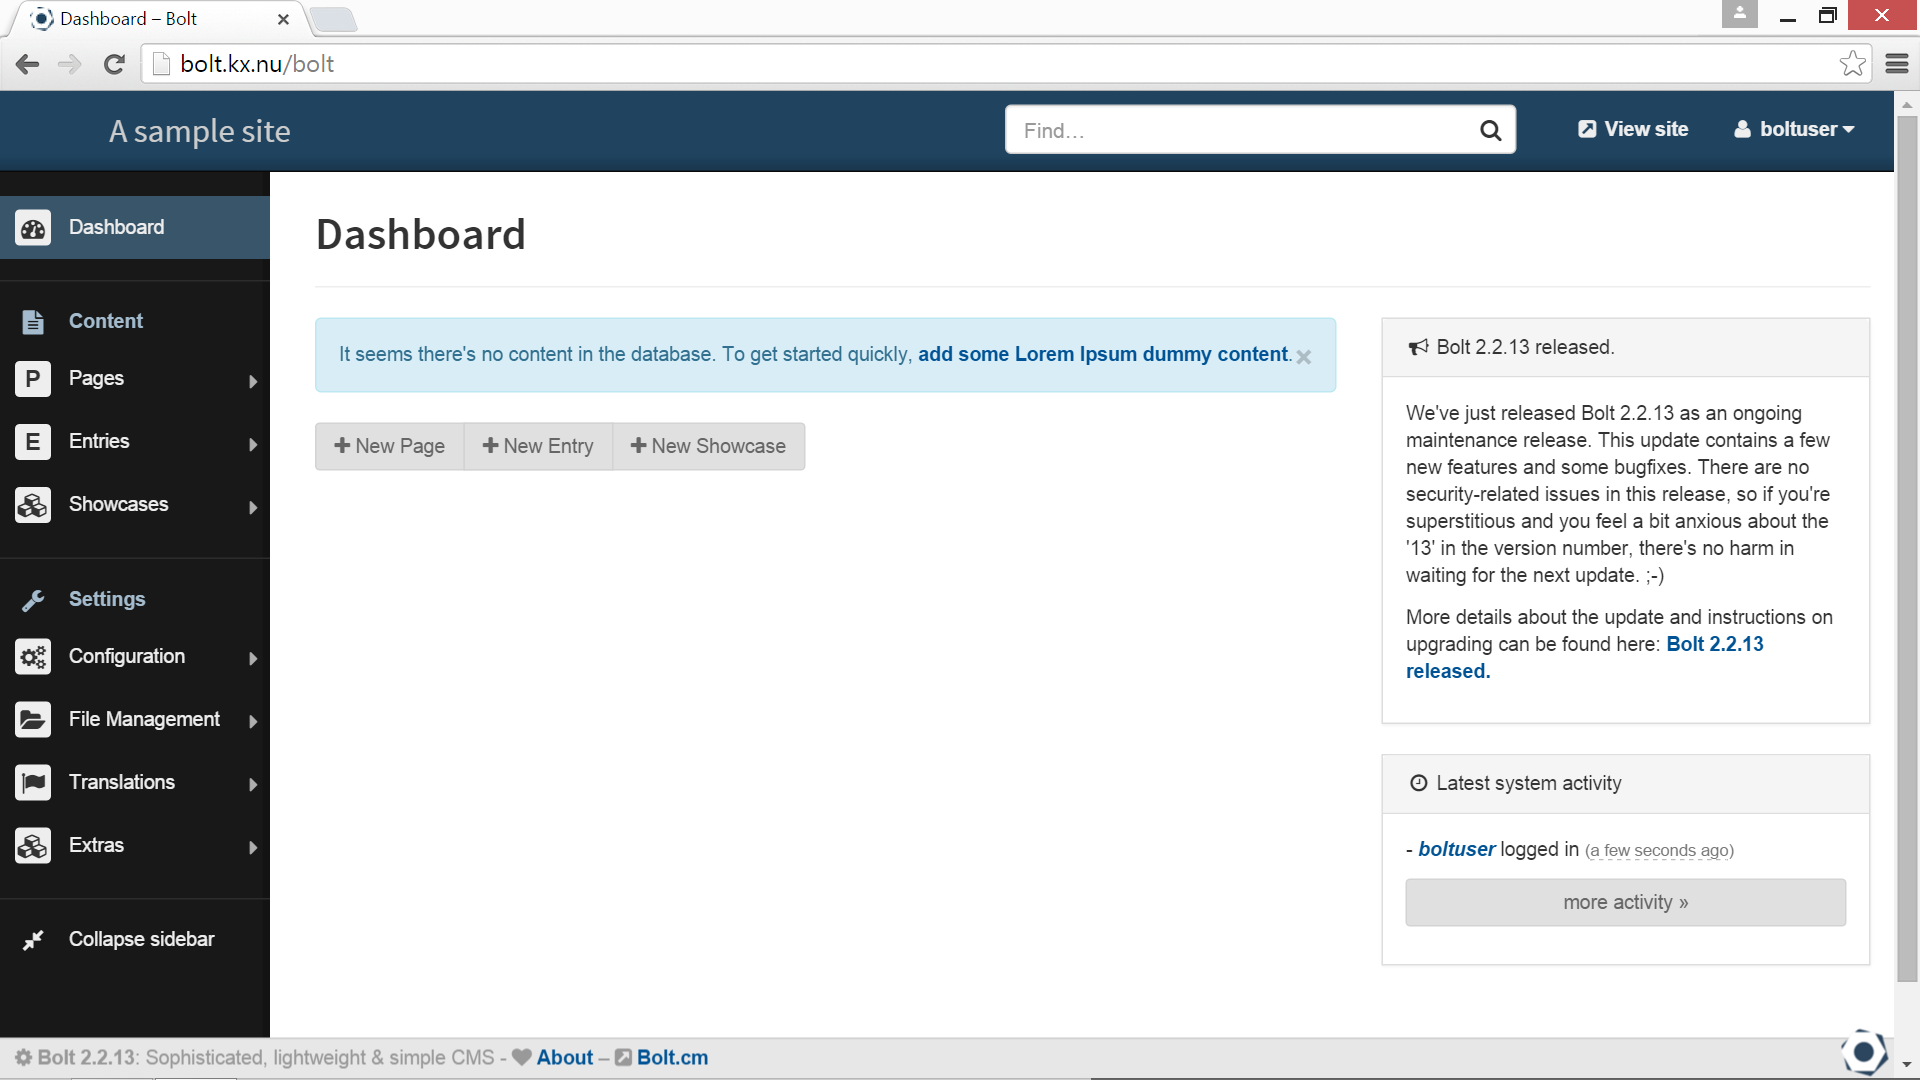 Dashboard – Bolt
bolt.kx.nu/bolt
A sample site
Find...
View site
boltuser
Dashboard
Content
P Pages
E Entries
Showcases
Settings
Configuration
File Management
Translations
Extras
Collapse sidebar
Dashboard
It seems there's no content in the database. To get started quickly, add some Lorem Ipsum dummy content.
New Page
New Entry
New Showcase
Bolt 2.2.13 released.
We've just released Bolt 2.2.13 as an ongoing
maintenance release. This update contains a few
new features and some bugfixes. There are no
security-related issues in this release, so if you're
superstitious and you feel a bit anxious about the
'13' in the version number, there's no harm in
waiting for the next update. ;-)
More details about the update and instructions on
upgrading can be found here: Bolt 2.2.13
released.
Latest system activity
- boltuser logged in (a few seconds ago)
more activity »
Bolt 2.2.13: Sophisticated, lightweight & simple CMS - About – Bolt.cm